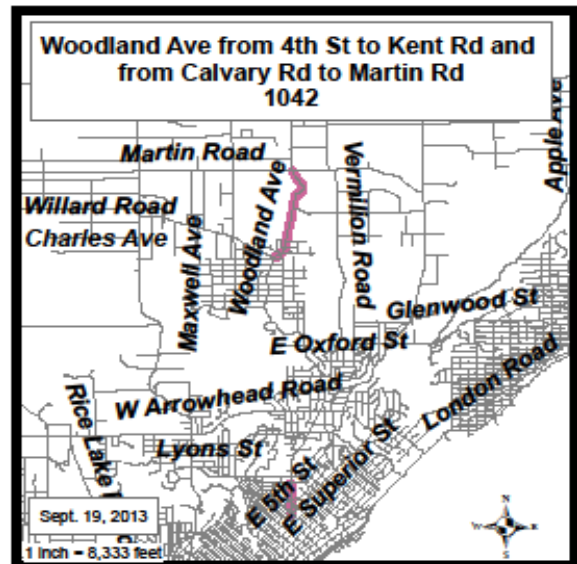 Woodland Ave from 4th St to Kent Rd and
from Calvary Rd to Martin Rd
1042
Apple Ave
Martin Road
Vermilion Road
Woodland Ave
Willard Road
Charles Ave
Maxwell Ave
Glenwood St
E Oxford St
London Road
W Arrowhead Road
Rice Lake
Lyons St
E 5th St
E Superior St
Sept. 19, 2013
1 inch = 8,333 feet
N
W
E
S